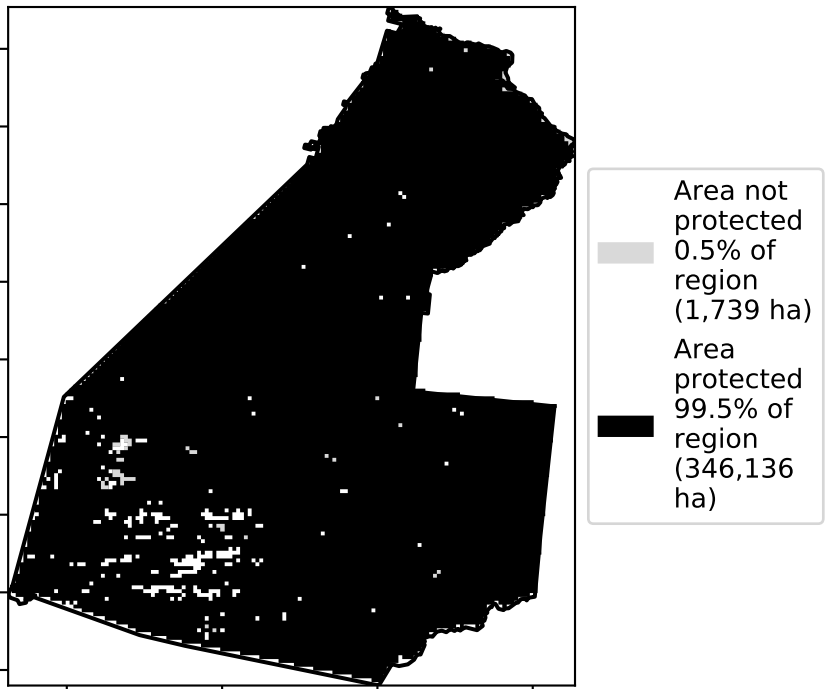 Area not
protected
0.5% of
region
(1,739 ha)
Area
protected
99.5% of
region
(346,136
ha)